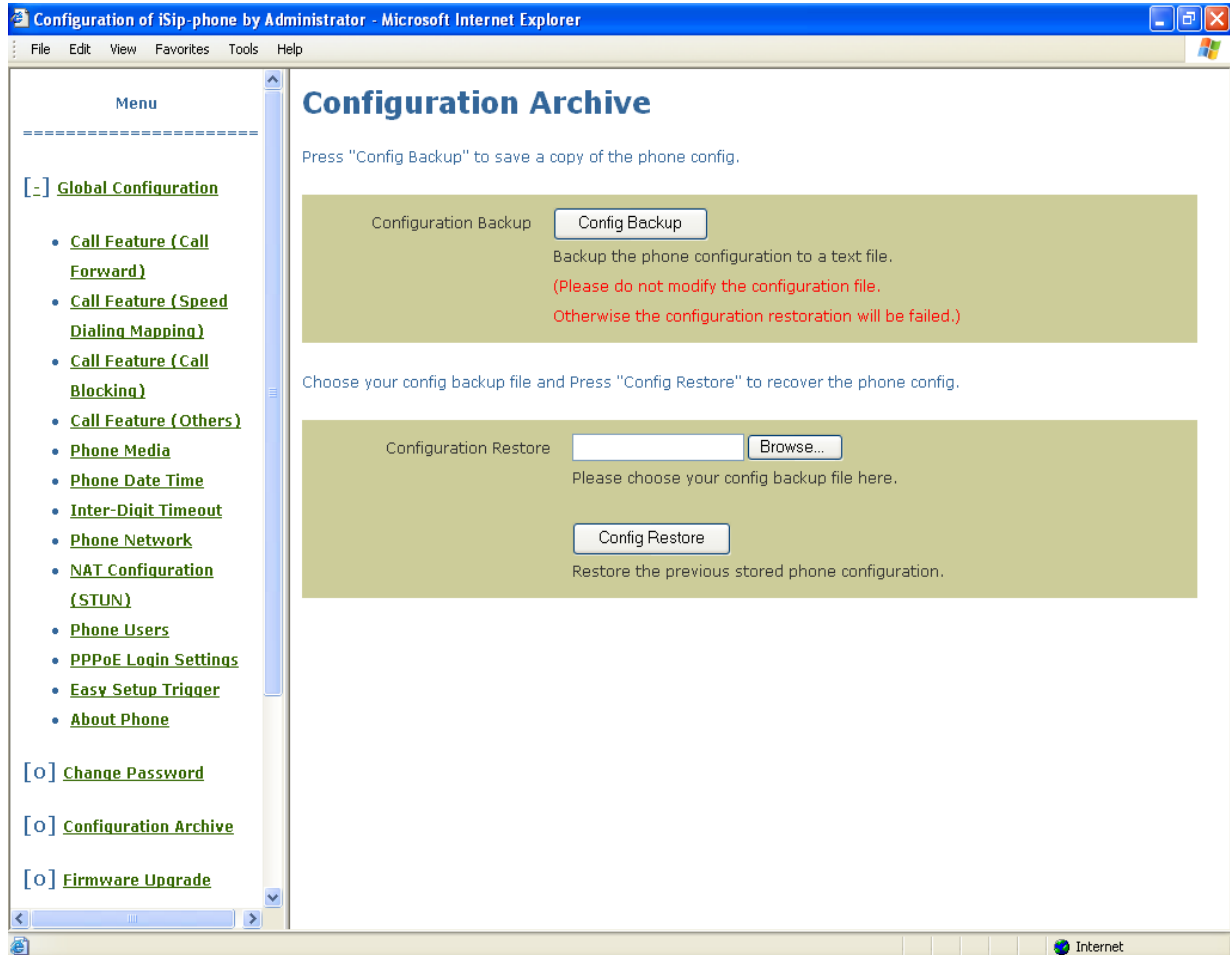 Configuration of iSip-phone by Administrator - Microsoft Internet Explorer
File Edit View Favorites Tools Help
Menu
======================
[-] Global Configuration
• Call Feature (Call
Forward)
• Call Feature (Speed
Dialing Mapping)
• Call Feature (Call
Blocking)
• Call Feature (Others)
• Phone Media
• Phone Date Time
• Inter-Digit Timeout
• Phone Network
• NAT Configuration
(STUN)
• Phone Users
• PPPoE Login Settings
• Easy Setup Trigger
• About Phone
[o] Change Password
[o] Configuration Archive
[o] Firmware Upgrade
Configuration Archive
Press "Config Backup" to save a copy of the phone config.
Configuration Backup Config Backup
Backup the phone configuration to a text file.
(Please do not modify the configuration file.
Otherwise the configuration restoration will be failed.)
Choose your config backup file and Press "Config Restore" to recover the phone config.
Configuration Restore Browse...
Please choose your config backup file here.
Config Restore
Restore the previous stored phone configuration.
Internet